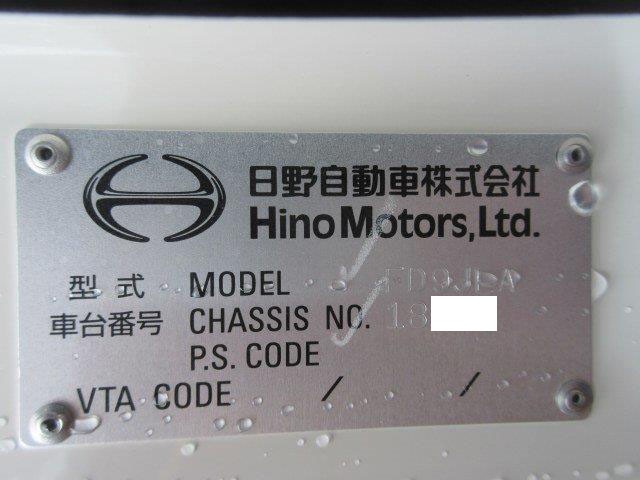 日野自動車株式会社
Hino Motors, Ltd.
型式 MODEL FD9JLA
車台番号 CHASSIS NO. 18
P.S. CODE
VTA CODE / /